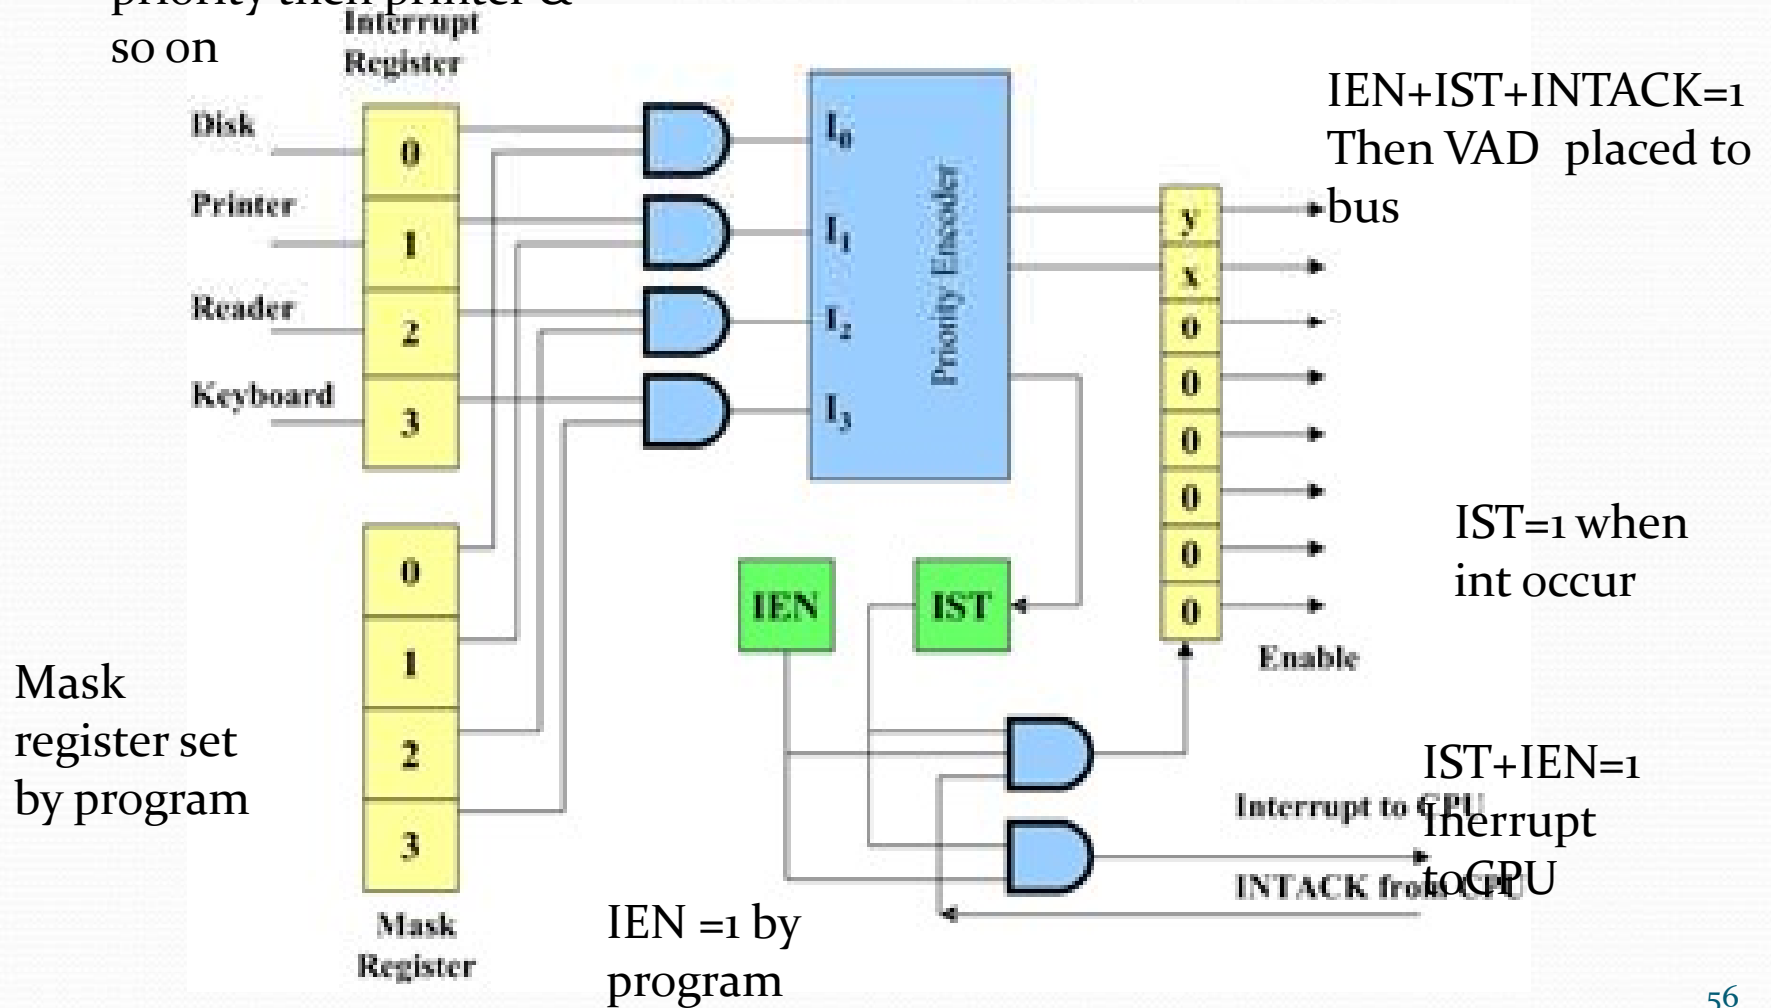 priority then printer &
so on
Interrupt
Register
Disk
Printer
Reader
Keyboard
0
1
2
3
I0
I1
I2
I3
Priority Encoder
y
x
0
0
0
0
0
0
Enable
IEN+IST+INTACK=1
Then VAD placed to
bus
IST=1 when
int occur
0
1
2
3
Mask
Register
Mask
register set
by program
IEN
IST
IEN =1 by
program
Interrupt to CPU
INTACK from CPU
IST+IEN=1
Inerrupt
toCPU
56